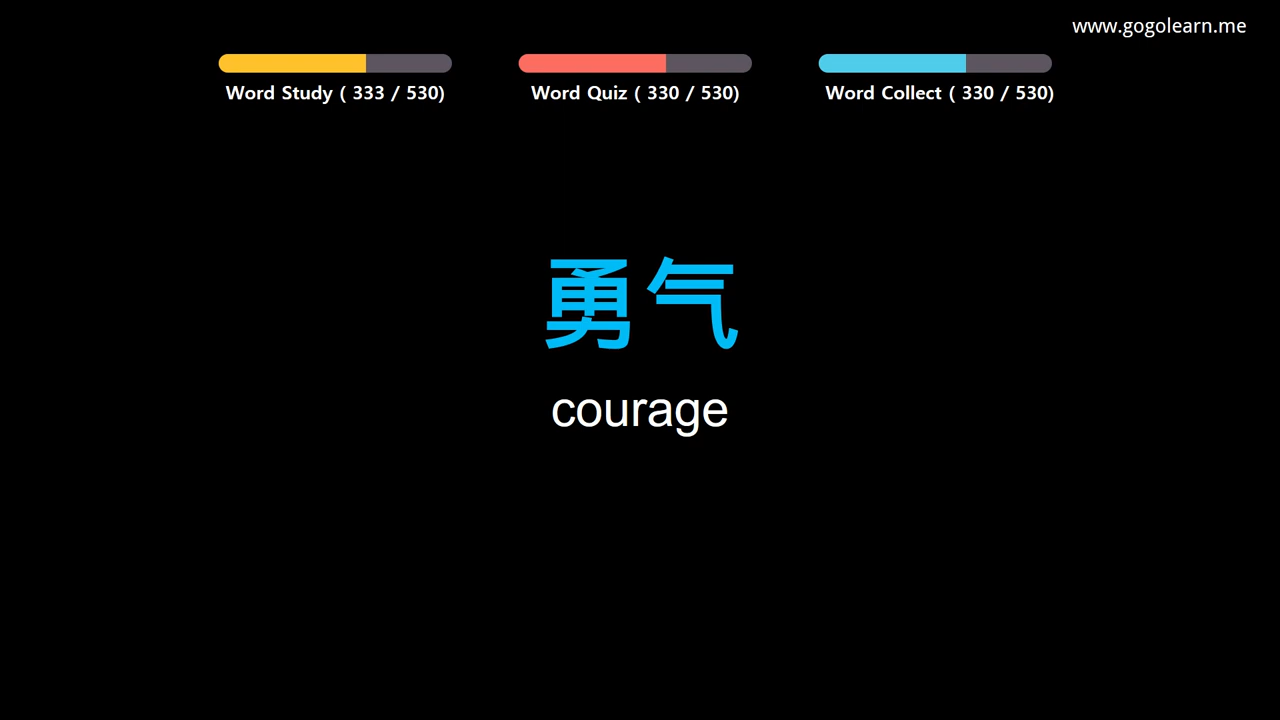 www.gogolearn.me
Word Study ( 333 / 530)
Word Quiz ( 330 / 530)
Word Collect ( 330 / 530)
勇气
courage